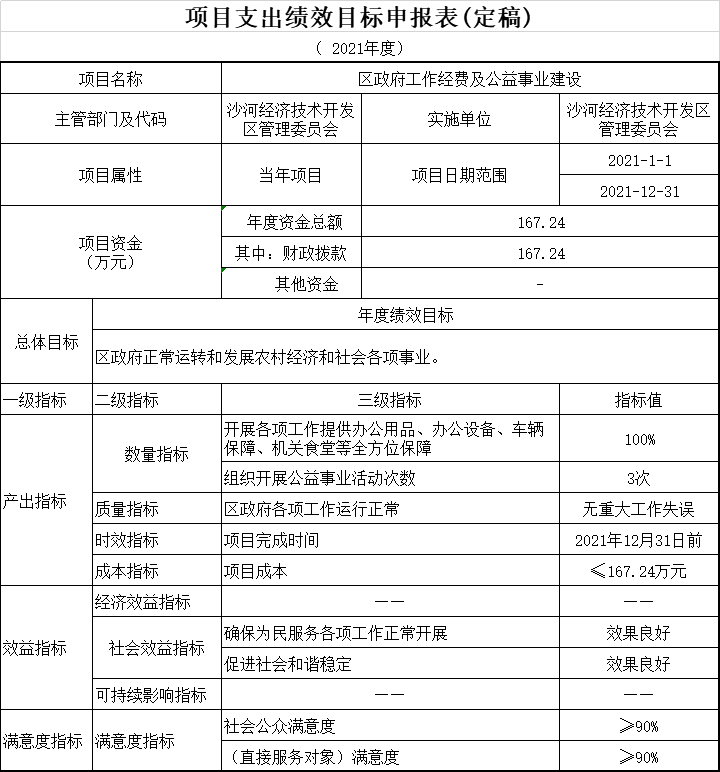 项目支出绩效目标申报表(定稿)
( 2021年度)
项目名称
区政府工作经费及公益事业建设
主管部门及代码
沙河经济技术开发
区管理委员会
实施单位
沙河经济技术开发区
管理委员会
项目属性
当年项目
项目日期范围
2021-1-1
2021-12-31
项目资金
(万元)
年度资金总额
167.24
其中：财政拨款
167.24
其他资金
-
总体目标
年度绩效目标
区政府正常运转和发展农村经济和社会各项事业。
一级指标
二级指标
三级指标
指标值
产出指标
数量指标
开展各项工作提供办公用品、办公设备、车辆
保障、机关食堂等全方位保障
100%
组织开展公益事业活动次数
3次
质量指标
区政府各项工作运行正常
无重大工作失误
时效指标
项目完成时间
2021年12月31日前
成本指标
项目成本
≤167.24万元
效益指标
经济效益指标
——
——
社会效益指标
确保为民服务各项工作正常开展
效果良好
促进社会和谐稳定
效果良好
可持续影响指标
——
——
满意度指标
满意度指标
社会公众满意度
≥90%
（直接服务对象）满意度
≥90%